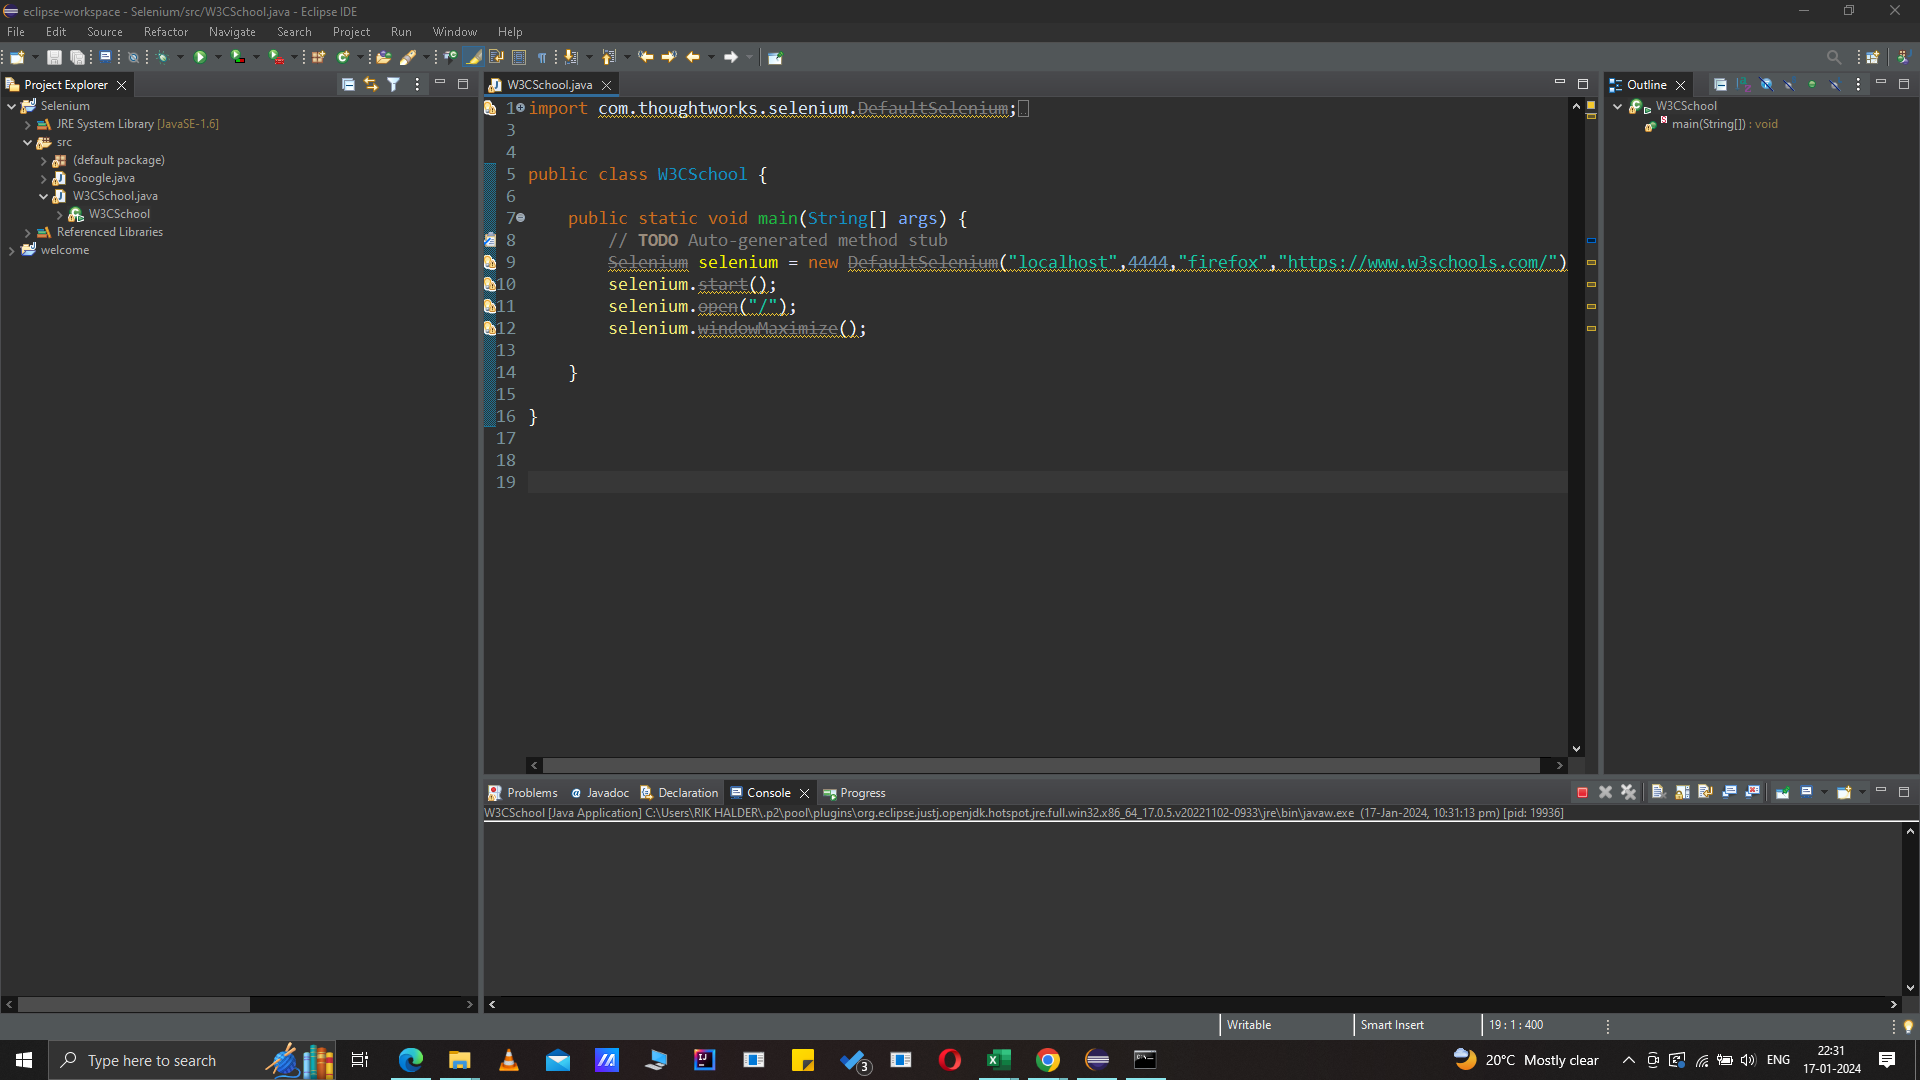 eclipse-workspace - Selenium/src/W3CSchool.java - Eclipse IDE
File Edit Source Refactor Navigate Search Project Run Window Help
Project Explorer
Selenium
JRE System Library [JavaSE-1.6]
src
(default package)
Google.java
W3CSchool.java
W3CSchool
Referenced Libraries
welcome
W3CSchool.java
1 import com.thoughtworks.selenium.DefaultSelenium;
3
4
5 public class W3CSchool {
6
7 public static void main(String[] args) {
8 // TODO Auto-generated method stub
9 Selenium selenium = new DefaultSelenium("localhost",4444,"firefox","https://www.w3schools.com/")
10 selenium.start();
11 selenium.open("/");
12 selenium.windowMaximize();
13
14 }
15
16 }
17
18
19
Outline
W3CSchool
main(String[]) : void
Problems Javadoc Declaration Console Progress
W3CSchool [Java Application] C:\Users\RIK HALDER\.p2\pool\plugins\org.eclipse.justj.openjdk.hotspot.jre.full.win32.x86_64_17.0.5.v20221102-0933\jre\bin\javaw.exe (17-Jan-2024, 10:31:13 pm) [pid: 19936]
Writable Smart Insert 19 : 1 : 400
Type here to search
3
20°C Mostly clear
ENG
22:31
17-01-2024